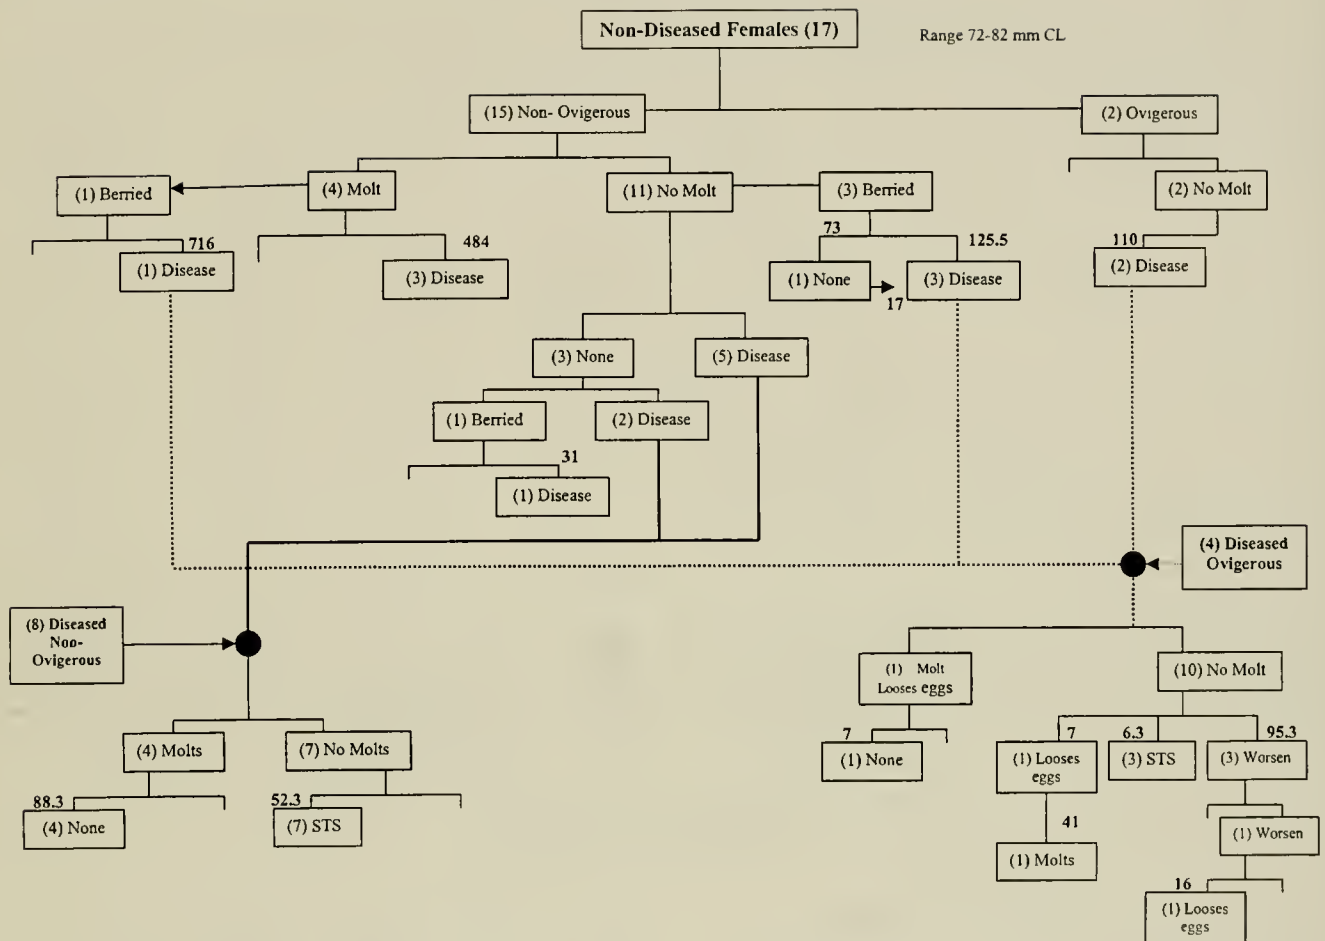 Non-Diseased Females (17)
Range 72-82 mm CL
(15) Non- Ovigerous
(2) Ovigerous
(1) Berried
(4) Molt
(11) No Molt
(3) Berried
(2) No Molt
716
(1) Disease
484
(3) Disease
73
(1) None
17
125.5
(3) Disease
110
(2) Disease
(3) None
(5) Disease
(1) Berried
(2) Disease
31
(1) Disease
(4) Diseased
Ovigerous
(8) Diseased
Non-
Ovigerous
(1) Molt
Looses eggs
(10) No Molt
(4) Molts
(7) No Molts
7
(1) None
7
(1) Looses
eggs
6.3
(3) STS
95.3
(3) Worsen
88.3
(4) None
52.3
(7) STS
41
(1) Molts
(1) Worsen
16
(1) Looses
eggs